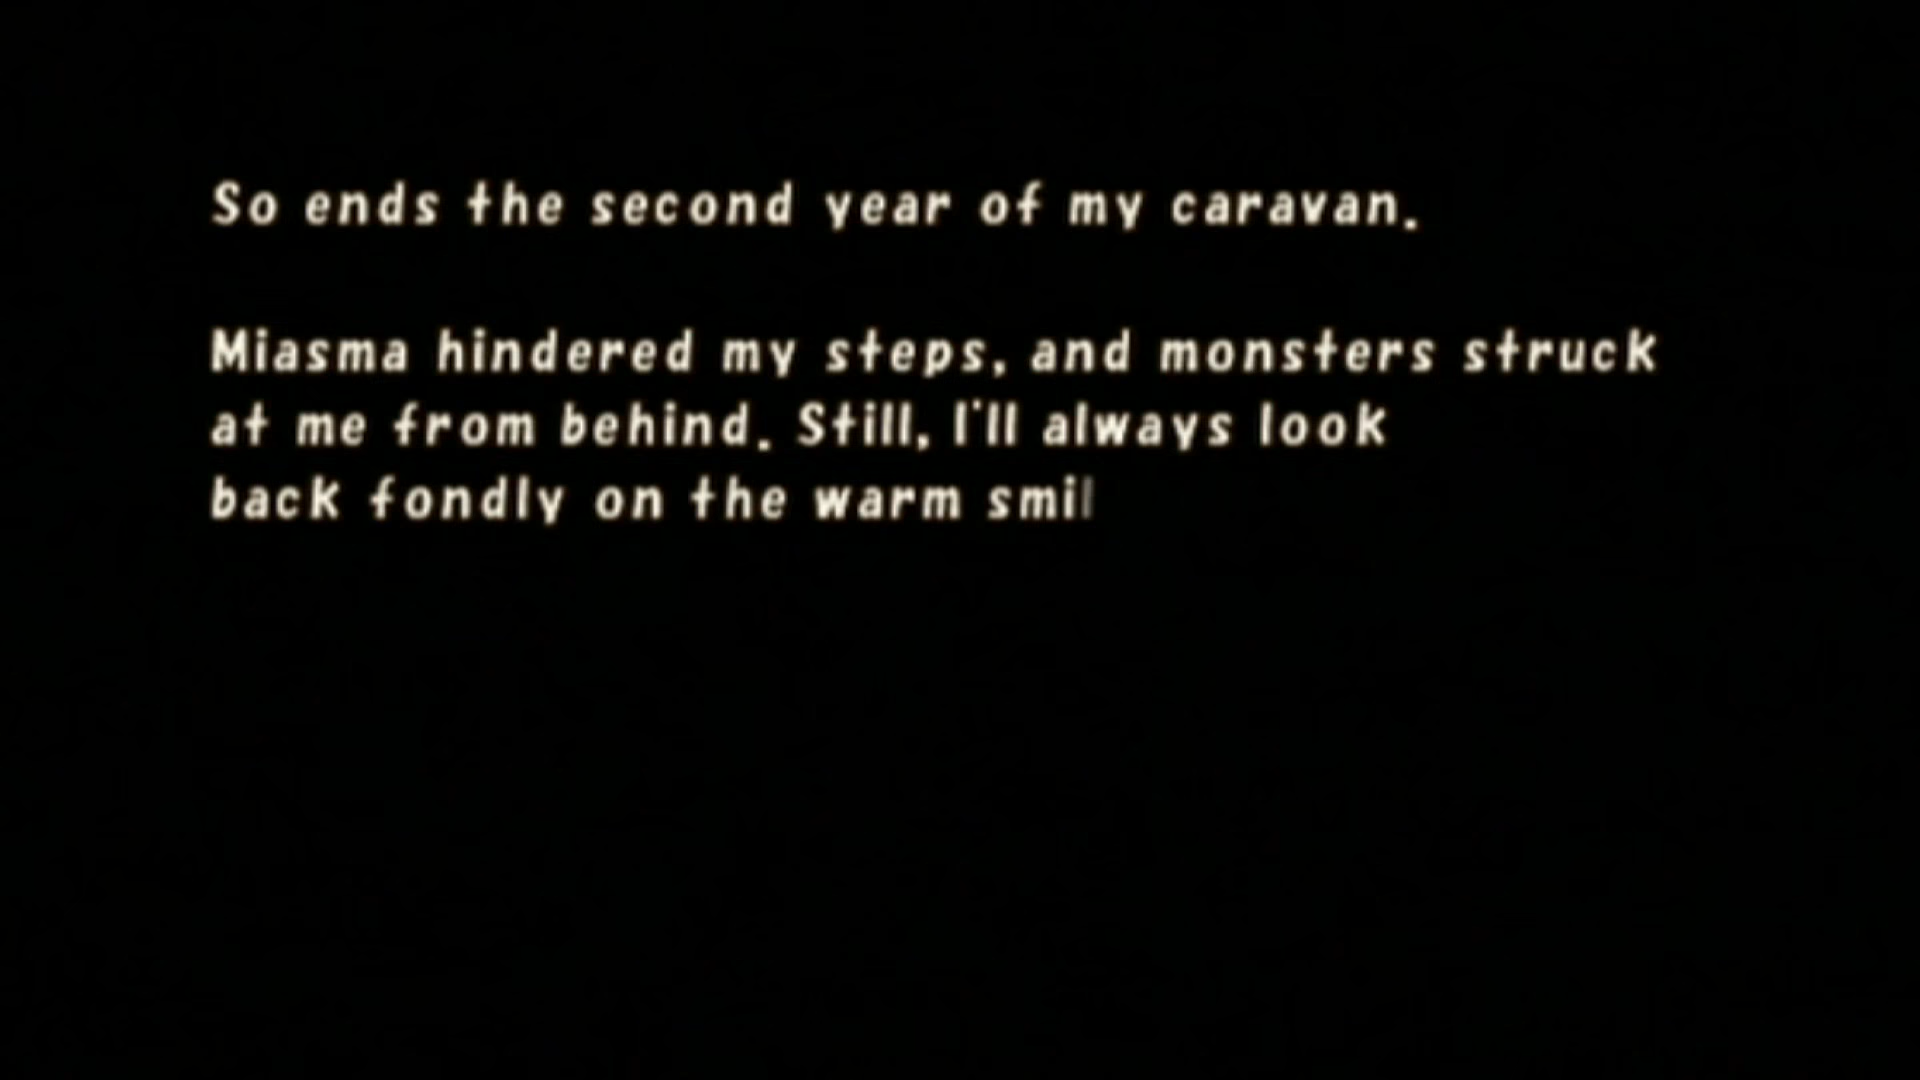 So ends the second year of my caravan.
Miasma hindered my steps, and monsters struck
at me from behind. Still, I'll always look
back fondly on the warm smil